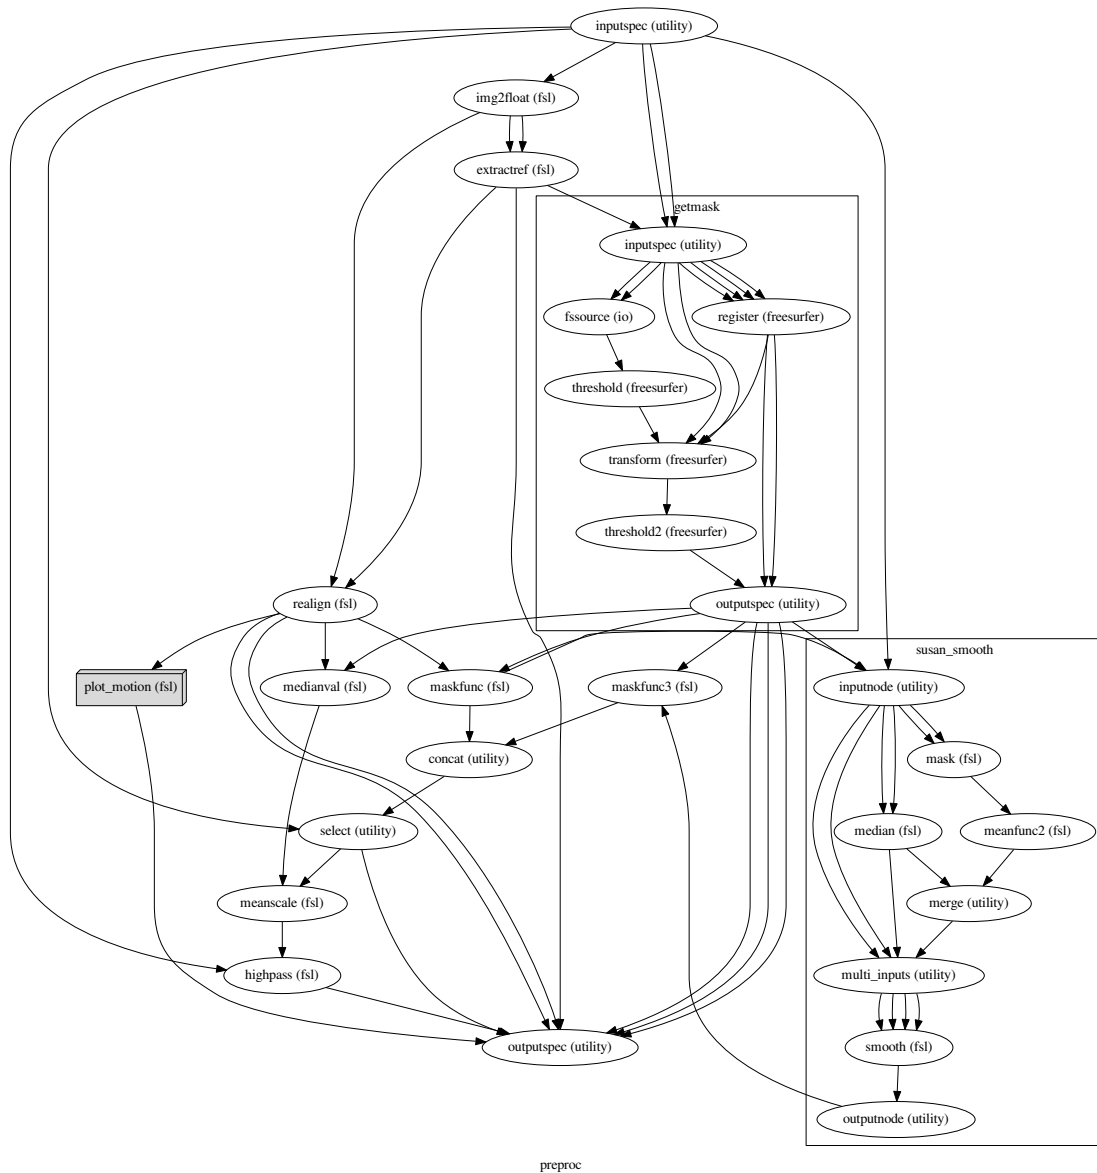 inputspec (utility)
img2float (fsl)
extractref (fsl)
getmask
inputspec (utility)
fssource (io)
register (freesurfer)
threshold (freesurfer)
transform (freesurfer)
threshold2 (freesurfer)
realign (fsl)
outputspec (utility)
susan_smooth
plot_motion (fsl)
medianval (fsl)
maskfunc (fsl)
maskfunc3 (fsl)
inputnode (utility)
concat (utility)
mask (fsl)
select (utility)
median (fsl)
meanfunc2 (fsl)
meanscale (fsl)
merge (utility)
highpass (fsl)
multi_inputs (utility)
outputspec (utility)
smooth (fsl)
outputnode (utility)
preproc